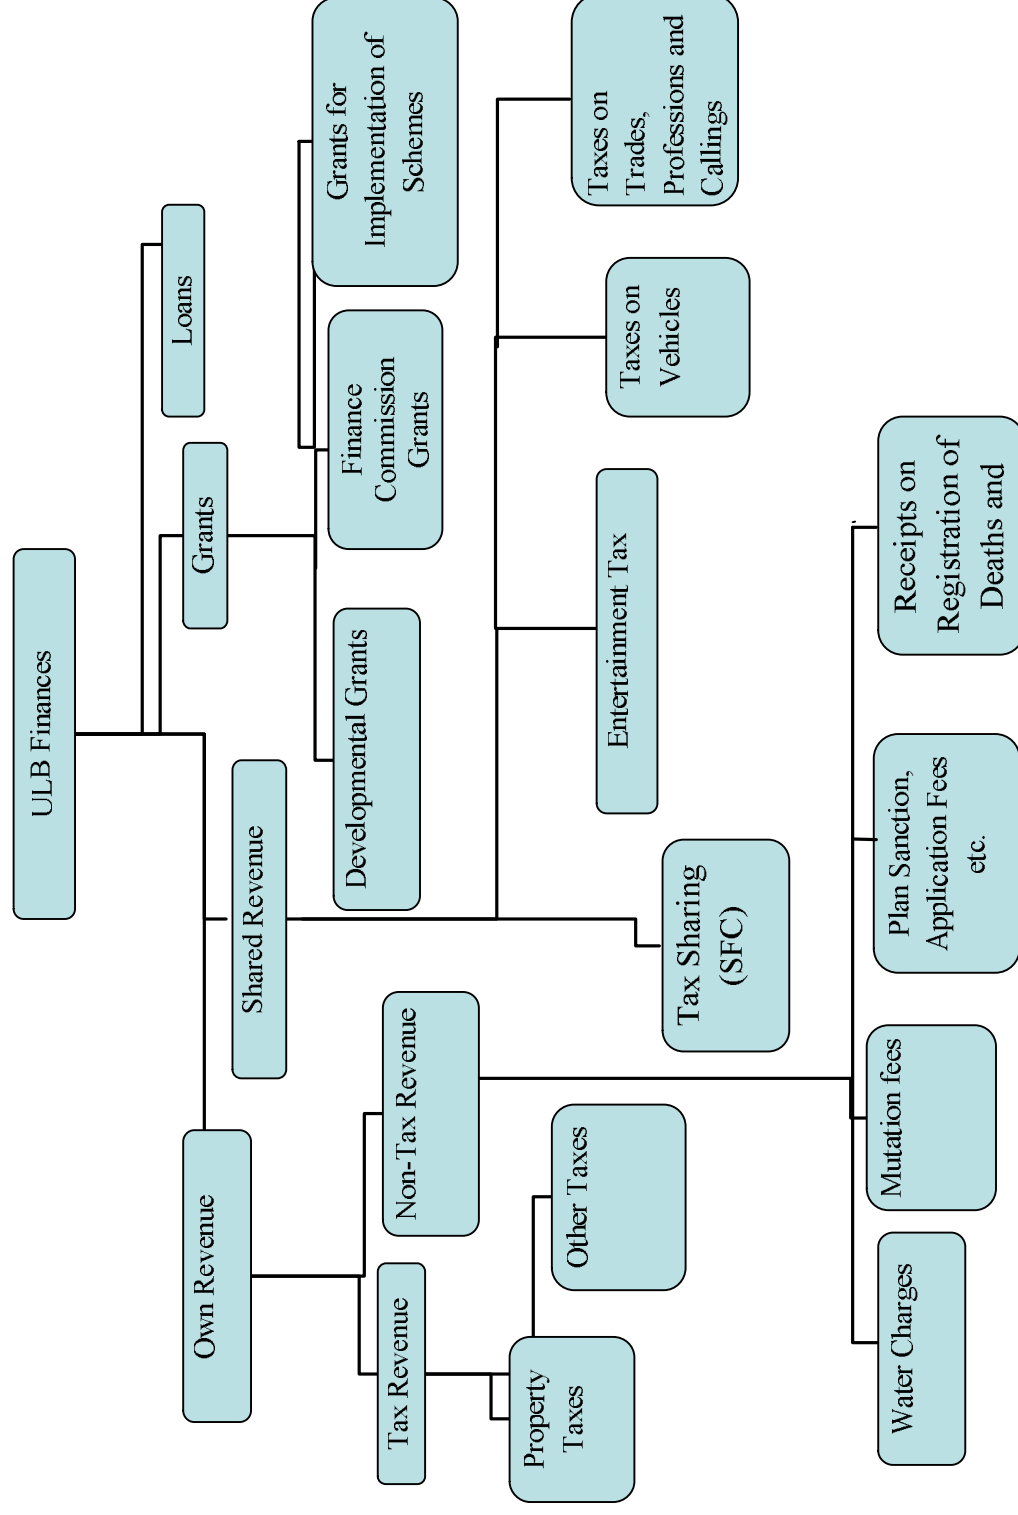 ULB Finances
Own Revenue
Shared Revenue
Grants
Loans
Tax Revenue
Non-Tax Revenue
Developmental Grants
Finance
Commission
Grants
Grants for
Implementation of
Schemes
Property
Taxes
Other Taxes
Tax Sharing
(SFC)
Entertainment Tax
Taxes on
Vehicles
Taxes on
Trades,
Professions and
Callings
Water Charges
Mutation fees
Plan Sanction,
Application Fees
etc.
Receipts on
Registration of
Deaths and